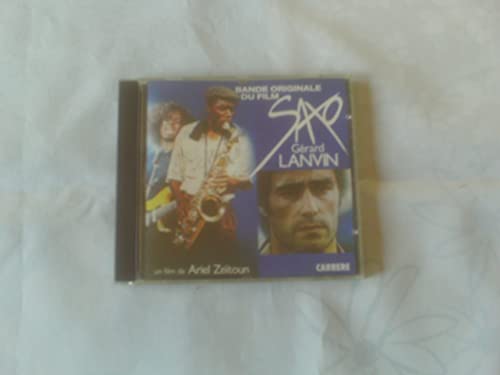 BANDE ORIGINALE
DU FILM
SAXO
Gérard
LANVIN
un film de Ariel Zeitoun
CARRERE